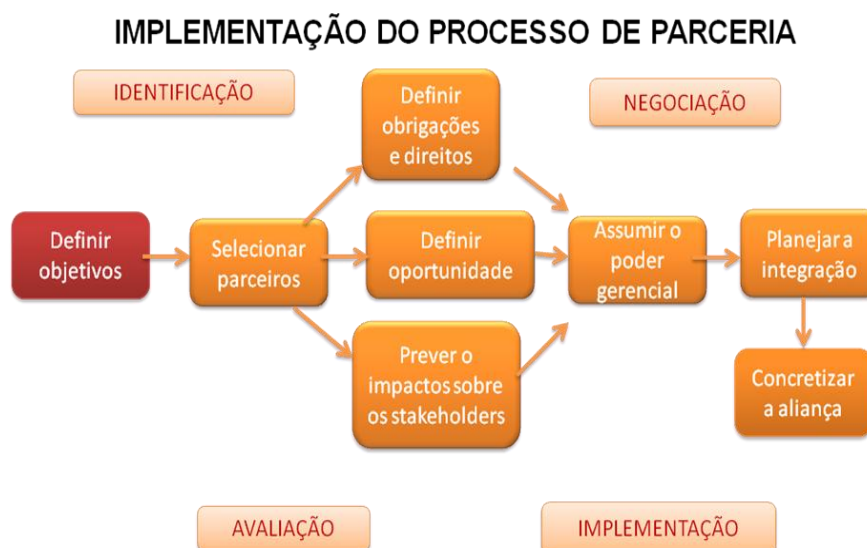 IMPLEMENTAÇÃO DO PROCESSO DE PARCERIA
IDENTIFICAÇÃO
NEGOCIAÇÃO
Definir
obrigações
e direitos
Definir
objetivos
Selecionar
parceiros
Definir
oportunidade
Assumir o
poder
gerencial
Planejar a
integração
Prever o
impactos sobre
os stakeholders
Concretizar
a aliança
AVALIAÇÃO
IMPLEMENTAÇÃO